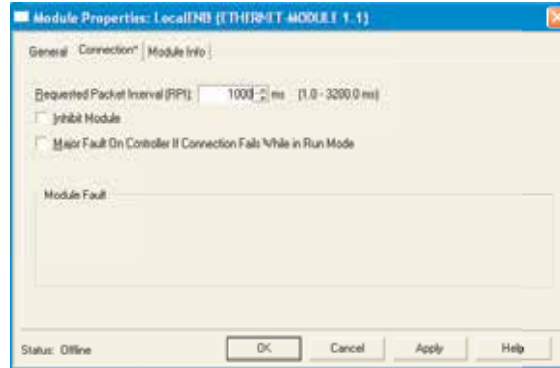 Module Properties: LocalENB (ETHERNET-MODULE 1.1)
General Connection* Module Info
Requested Packet Interval (RPI): 1000 ms (1.0 - 3200.0 ms)
Inhibit Module
Major Fault On Controller If Connection Fails While in Run Mode
Module Fault
Status: Offline OK Cancel Apply Help